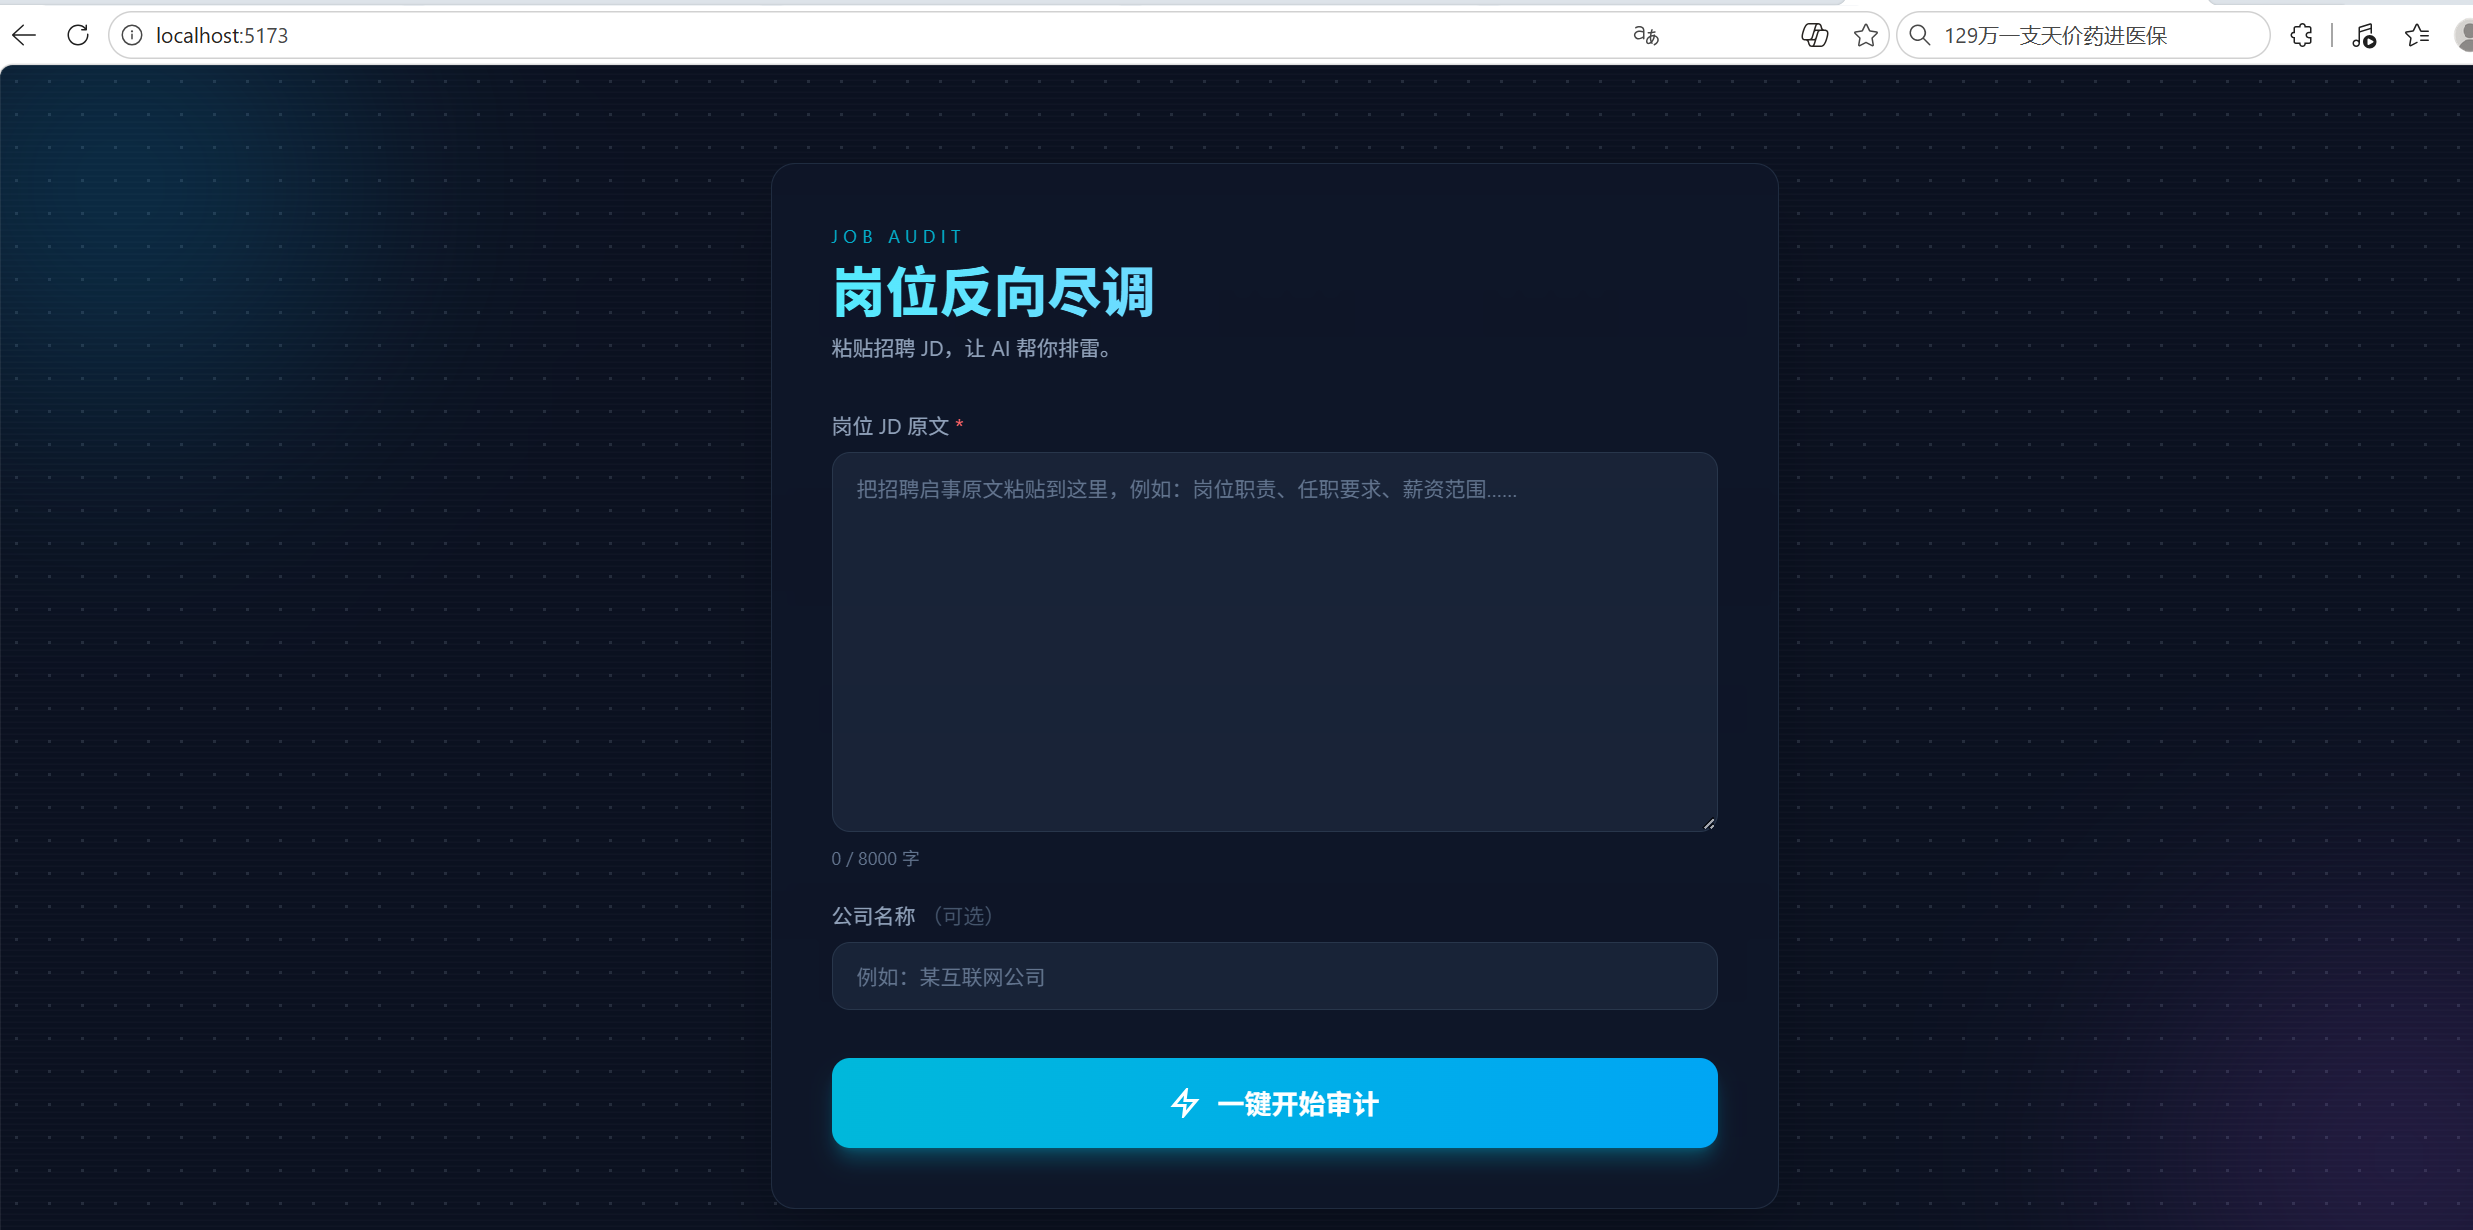 localhost:5173
129万一支天价药进医保
JOB AUDIT
岗位反向尽调
粘贴招聘 JD，让 AI 帮你排雷。
岗位 JD 原文 *
把招聘启事原文粘贴到这里，例如：岗位职责、任职要求、薪资范围……
0 / 8000 字
公司名称 （可选）
例如：某互联网公司
一键开始审计